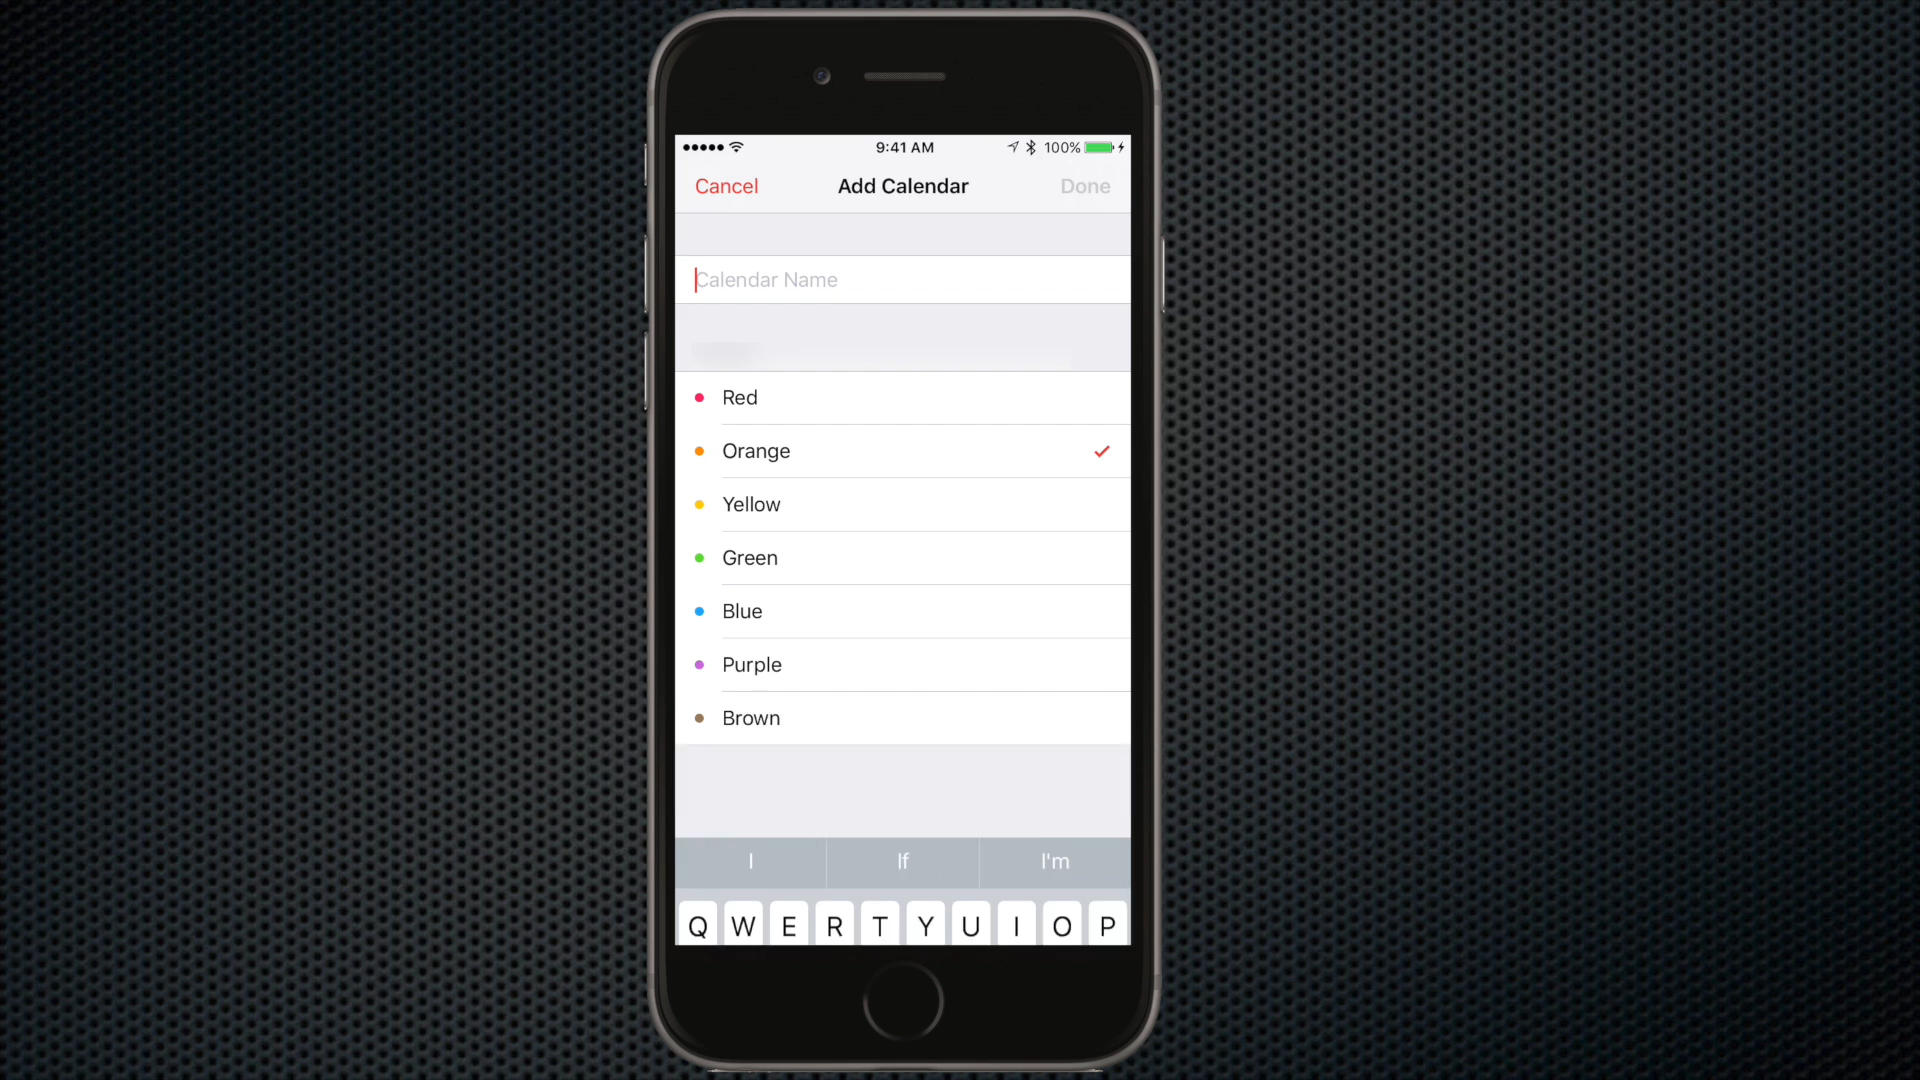 9:41 AM 100%
Cancel Add Calendar Done
Calendar Name
Red
Orange
Yellow
Green
Blue
Purple
Brown
I If I'm
Q W E R T Y U I O P